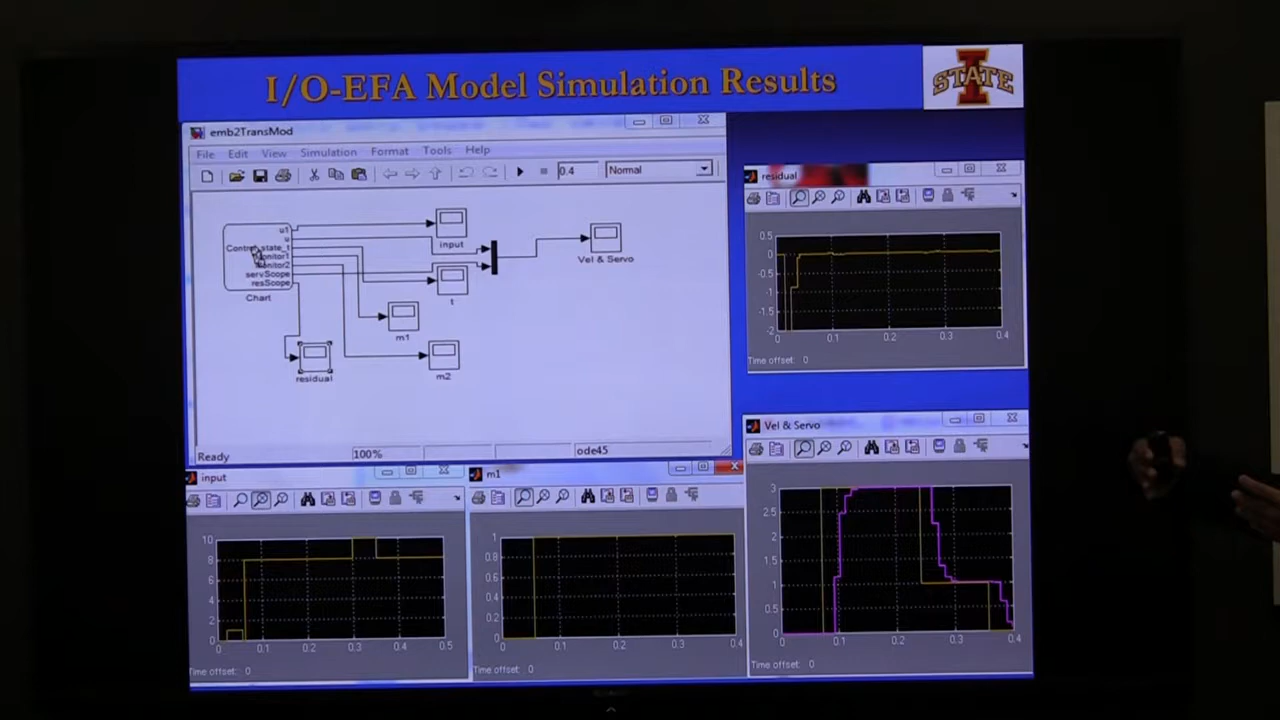 I/O-EFA Model Simulation Results
STATE
emb2TransMod
File Edit View Simulation Format Tools Help
0.4 Normal
u1
u
Control_state_t
Monitor1
Monitor2
servScope
resScope
Chart
input
Vel & Servo
t
m1
residual
m2
Ready 100% ode45
residual
0.5
0
-0.5
-1
-1.5
-2
0 0.1 0.2 0.3 0.4
Time offset: 0
input
10
8
6
4
2
0
0 0.1 0.2 0.3 0.4 0.5
Time offset: 0
m1
1
0.8
0.6
0.4
0.2
0
0 0.1 0.2 0.3 0.4
Time offset: 0
Vel & Servo
3
2.5
2
1.5
1
0.5
0
0 0.1 0.2 0.3 0.4
Time offset: 0